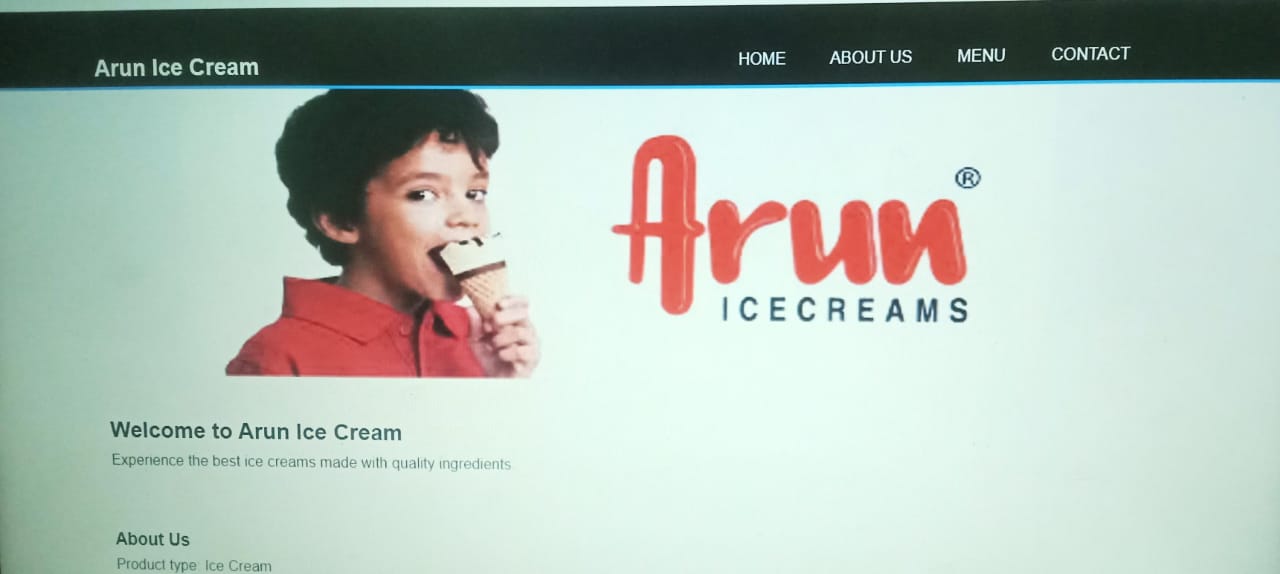 Arun Ice Cream
HOME ABOUT US MENU CONTACT
Arun ®
ICECREAMS
Welcome to Arun Ice Cream
Experience the best ice creams made with quality ingredients.
About Us
Product type: Ice Cream